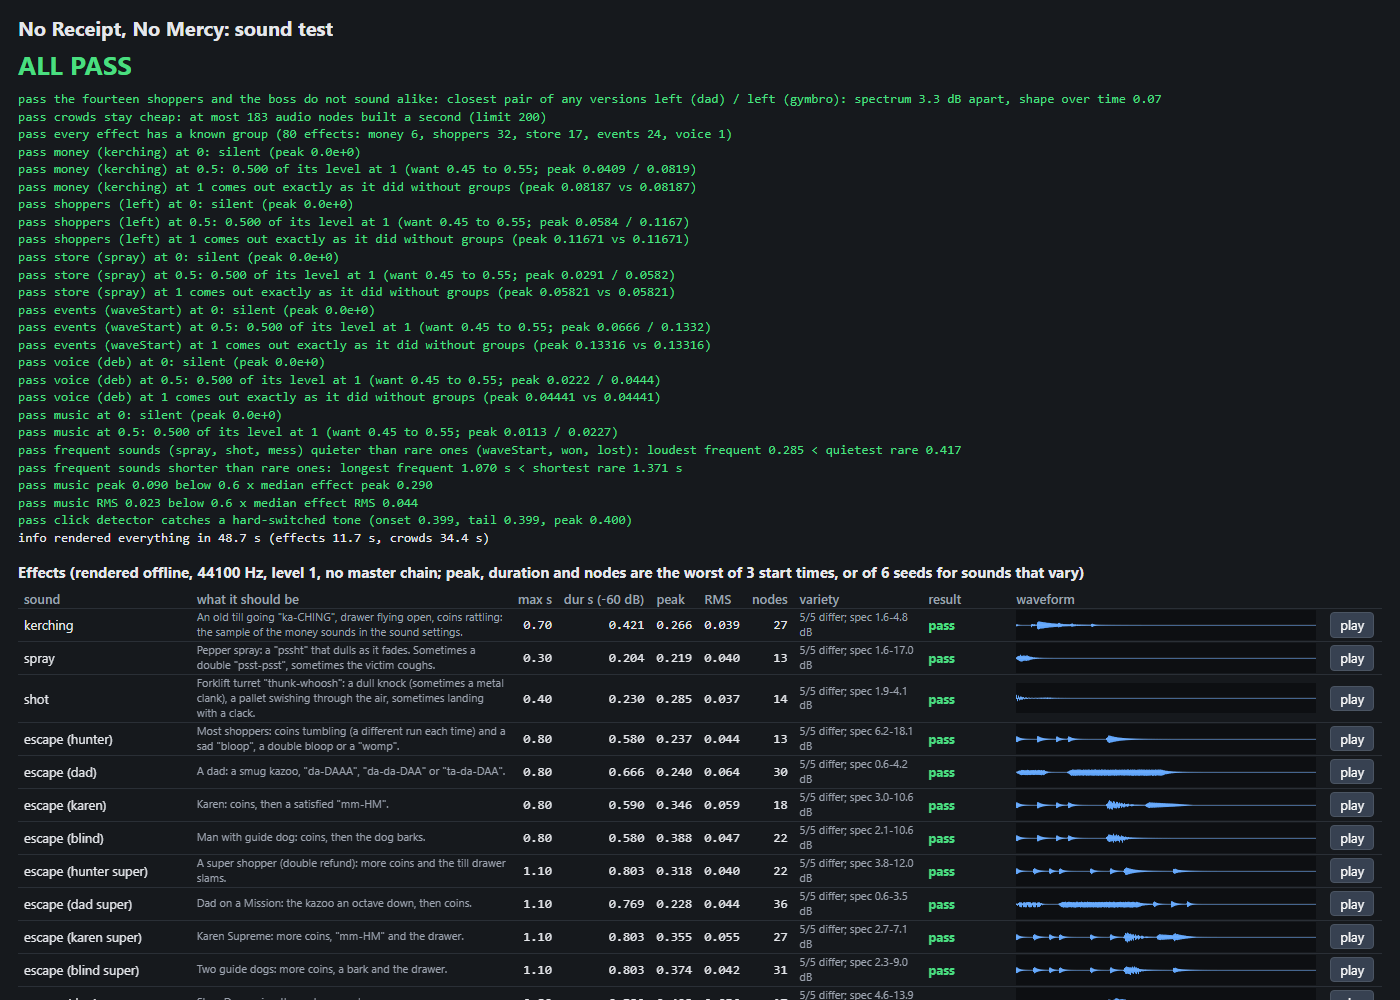 No Receipt, No Mercy: sound test
ALL PASS
pass the fourteen shoppers and the boss do not sound alike: closest pair of any versions left (dad) / left (gymbro): spectrum 3.3 dB apart, shape over time 0.07
pass crowds stay cheap: at most 183 audio nodes built a second (limit 200)
pass every effect has a known group (80 effects: money 6, shoppers 32, store 17, events 24, voice 1)
pass money (kerching) at 0: silent (peak 0.0e+0)
pass money (kerching) at 0.5: 0.500 of its level at 1 (want 0.45 to 0.55; peak 0.0409 / 0.0819)
pass money (kerching) at 1 comes out exactly as it did without groups (peak 0.08187 vs 0.08187)
pass shoppers (left) at 0: silent (peak 0.0e+0)
pass shoppers (left) at 0.5: 0.500 of its level at 1 (want 0.45 to 0.55; peak 0.0584 / 0.1167)
pass shoppers (left) at 1 comes out exactly as it did without groups (peak 0.11671 vs 0.11671)
pass store (spray) at 0: silent (peak 0.0e+0)
pass store (spray) at 0.5: 0.500 of its level at 1 (want 0.45 to 0.55; peak 0.0291 / 0.0582)
pass store (spray) at 1 comes out exactly as it did without groups (peak 0.05821 vs 0.05821)
pass events (waveStart) at 0: silent (peak 0.0e+0)
pass events (waveStart) at 0.5: 0.500 of its level at 1 (want 0.45 to 0.55; peak 0.0666 / 0.1332)
pass events (waveStart) at 1 comes out exactly as it did without groups (peak 0.13316 vs 0.13316)
pass voice (deb) at 0: silent (peak 0.0e+0)
pass voice (deb) at 0.5: 0.500 of its level at 1 (want 0.45 to 0.55; peak 0.0222 / 0.0444)
pass voice (deb) at 1 comes out exactly as it did without groups (peak 0.04441 vs 0.04441)
pass music at 0: silent (peak 0.0e+0)
pass music at 0.5: 0.500 of its level at 1 (want 0.45 to 0.55; peak 0.0113 / 0.0227)
pass frequent sounds (spray, shot, mess) quieter than rare ones (waveStart, won, lost): loudest frequent 0.285 < quietest rare 0.417
pass frequent sounds shorter than rare ones: longest frequent 1.070 s < shortest rare 1.371 s
pass music peak 0.090 below 0.6 x median effect peak 0.290
pass music RMS 0.023 below 0.6 x median effect RMS 0.044
pass click detector catches a hard-switched tone (onset 0.399, tail 0.399, peak 0.400)
info rendered everything in 48.7 s (effects 11.7 s, crowds 34.4 s)
Effects (rendered offline, 44100 Hz, level 1, no master chain; peak, duration and nodes are the worst of 3 start times, or of 6 seeds for sounds that vary)
sound what it should be max s dur s (-60 dB) peak RMS nodes variety result waveform
kerching An old till going "ka-CHING", drawer flying open, coins rattling: the sample of the money sounds in the sound settings. 0.70 0.421 0.266 0.039 27 5/5 differ; spec 1.6-4.8 dB pass play
spray Pepper spray: a "pssht" that dulls as it fades. Sometimes a double "psst-psst", sometimes the victim coughs. 0.30 0.204 0.219 0.040 13 5/5 differ; spec 1.6-17.0 dB pass play
shot Forklift turret "thunk-whoosh": a dull knock (sometimes a metal clank), a pallet swishing through the air, sometimes landing with a clack. 0.40 0.230 0.285 0.037 14 5/5 differ; spec 1.9-4.1 dB pass play
escape (hunter) Most shoppers: coins tumbling (a different run each time) and a sad "bloop", a double bloop or a "womp". 0.80 0.580 0.237 0.044 13 5/5 differ; spec 6.2-18.1 dB pass play
escape (dad) A dad: a smug kazoo, "da-DAAA", "da-da-DAA" or "ta-da-DAA". 0.80 0.666 0.240 0.064 30 5/5 differ; spec 0.6-4.2 dB pass play
escape (karen) Karen: coins, then a satisfied "mm-HM". 0.80 0.590 0.346 0.059 18 5/5 differ; spec 3.0-10.6 dB pass play
escape (blind) Man with guide dog: coins, then the dog barks. 0.80 0.580 0.388 0.047 22 5/5 differ; spec 2.1-10.6 dB pass play
escape (hunter super) A super shopper (double refund): more coins and the till drawer slams. 1.10 0.803 0.318 0.040 22 5/5 differ; spec 3.8-12.0 dB pass play
escape (dad super) Dad on a Mission: the kazoo an octave down, then coins. 1.10 0.769 0.228 0.044 36 5/5 differ; spec 0.6-3.5 dB pass play
escape (karen super) Karen Supreme: more coins, "mm-HM" and the drawer. 1.10 0.803 0.355 0.055 27 5/5 differ; spec 2.7-7.1 dB pass play
escape (blind super) Two guide dogs: more coins, a bark and the drawer. 1.10 0.803 0.374 0.042 31 5/5 differ; spec 2.3-9.0 dB pass play
5/5 differ; spec 4.6-13.9